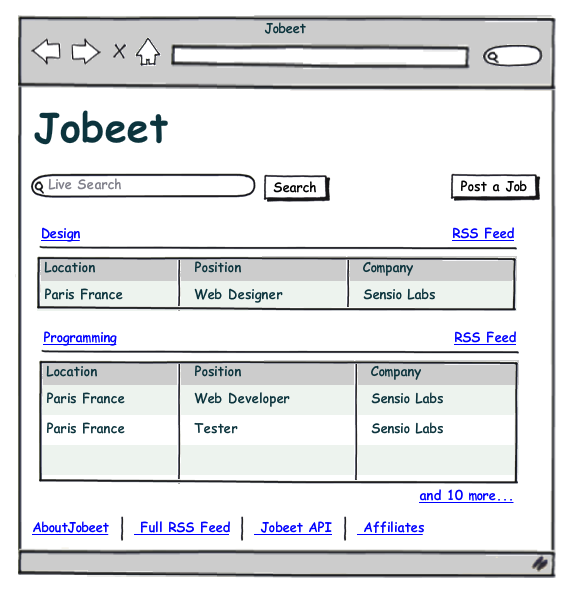 Jobeet
Jobeet
Live Search Search Post a Job
Design RSS Feed
Location Position Company
Paris France Web Designer Sensio Labs
Programming RSS Feed
Location Position Company
Paris France Web Developer Sensio Labs
Paris France Tester Sensio Labs
and 10 more...
AboutJobeet Full RSS Feed Jobeet API Affiliates